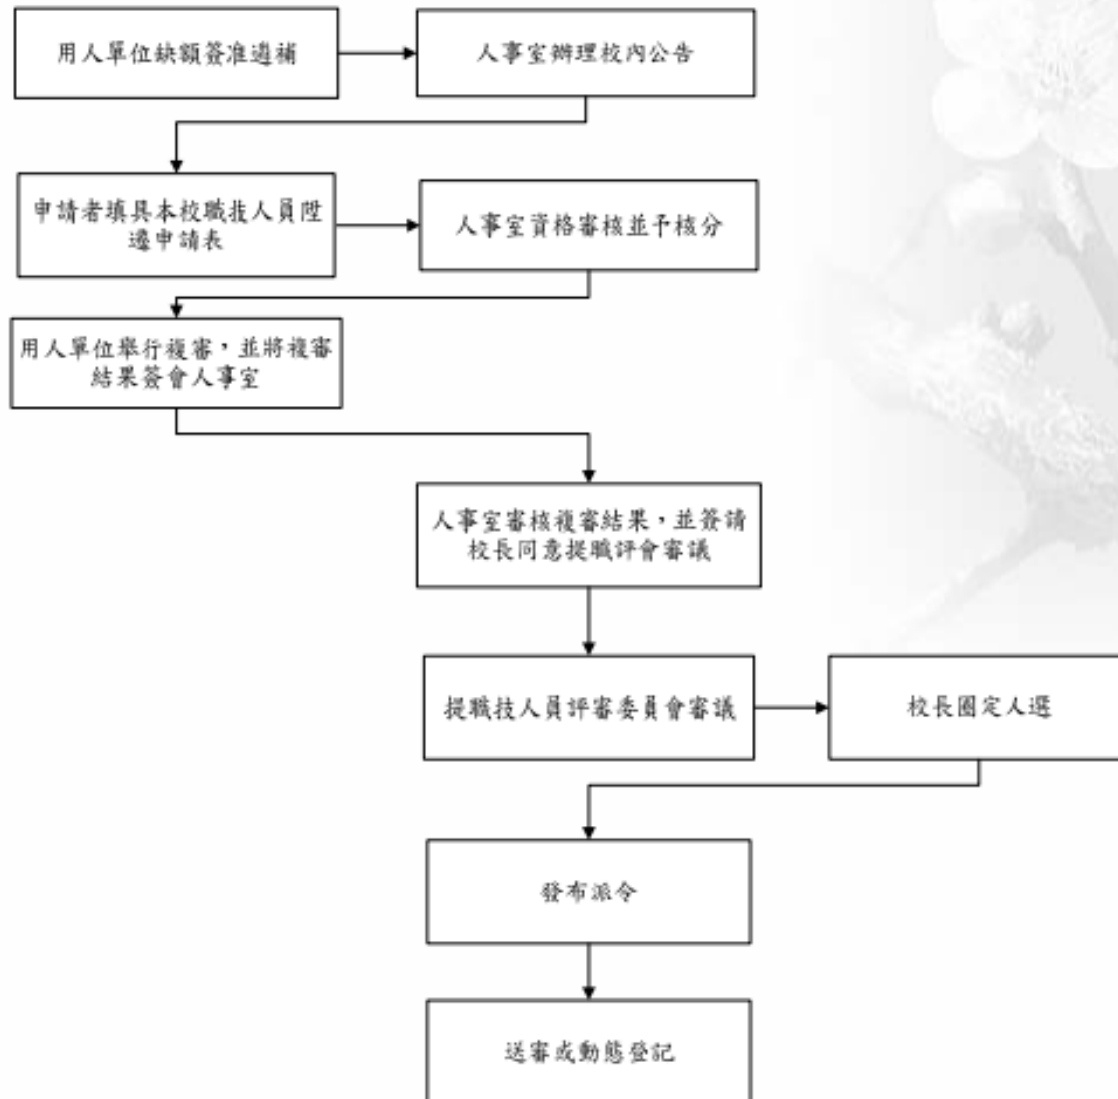 用人單位缺額簽准遴補
人事室辦理校內公告
申請者填具本校職技人員陞
遷申請表
人事室資格審核並予核分
用人單位舉行複審，並將複審
結果簽會人事室
人事室審核複審結果，並簽請
校長同意提職評會審議
提職技人員評審委員會審議
校長圈定人選
發布派令
送審或動態登記